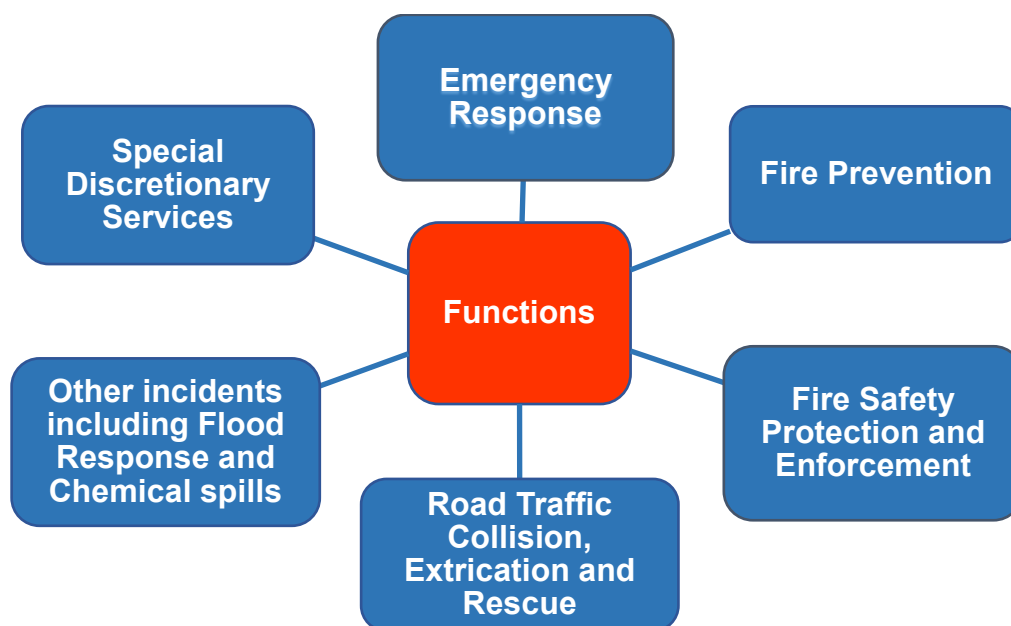 Emergency
Response
Special
Discretionary
Services
Fire Prevention
Functions
Other incidents
including Flood
Response and
Chemical spills
Fire Safety
Protection and
Enforcement
Road Traffic
Collision,
Extrication and
Rescue